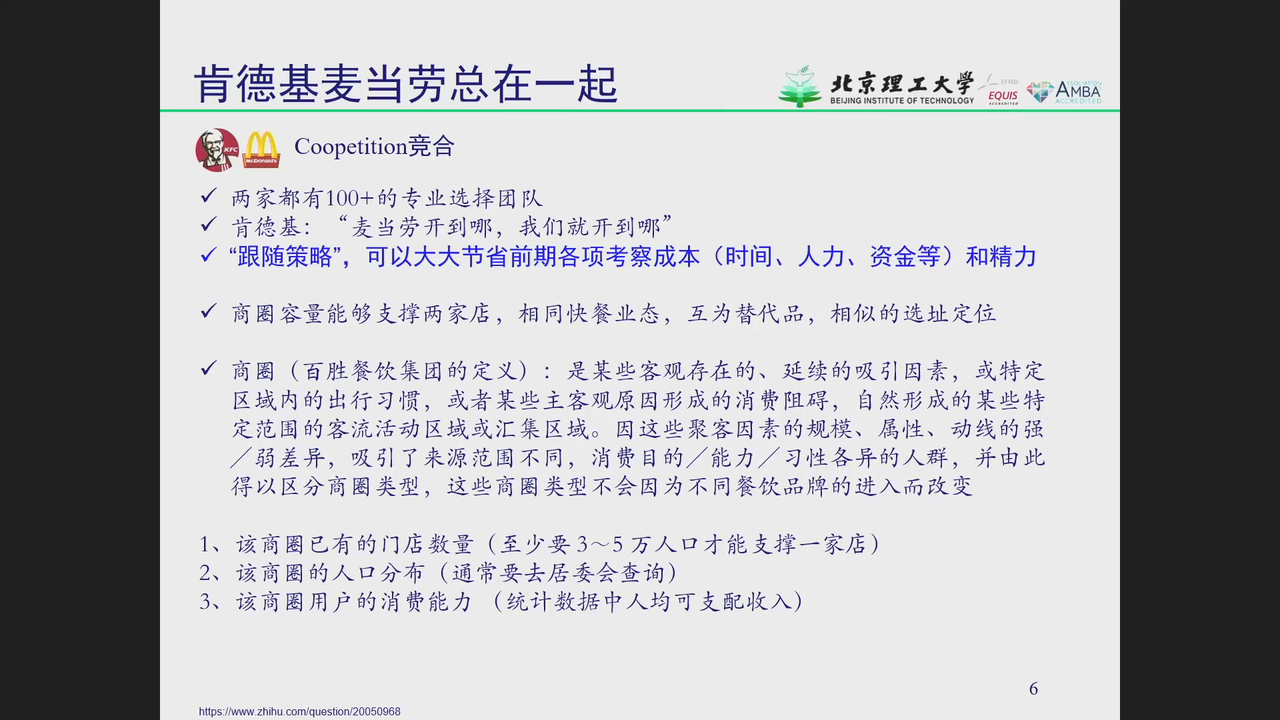 肯德基麦当劳总在一起
北京理工大学
BEIJING INSTITUTE OF TECHNOLOGY
EFMD
EQUIS
ACCREDITED
ASSOCIATION
AMBA
ACCREDITED
KFC
McDonald's
Coopetition竞合
✓ 两家都有100+的专业选择团队
✓ 肯德基：“麦当劳开到哪，我们就开到哪”
✓ “跟随策略”，可以大大节省前期各项考察成本（时间、人力、资金等）和精力
✓ 商圈容量能够支撑两家店，相同快餐业态，互为替代品，相似的选址定位
✓ 商圈（百胜餐饮集团的定义）：是某些客观存在的、延续的吸引因素，或特定
区域内的出行习惯，或者某些主客观原因形成的消费阻碍，自然形成的某些特
定范围的客流活动区域或汇集区域。因这些聚客因素的规模、属性、动线的强
／弱差异，吸引了来源范围不同，消费目的／能力／习性各异的人群，并由此
得以区分商圈类型，这些商圈类型不会因为不同餐饮品牌的进入而改变
1、该商圈已有的门店数量（至少要３～５万人口才能支撑一家店）
2、该商圈的人口分布（通常要去居委会查询）
3、该商圈用户的消费能力 （统计数据中人均可支配收入）
6
https://www.zhihu.com/question/20050968